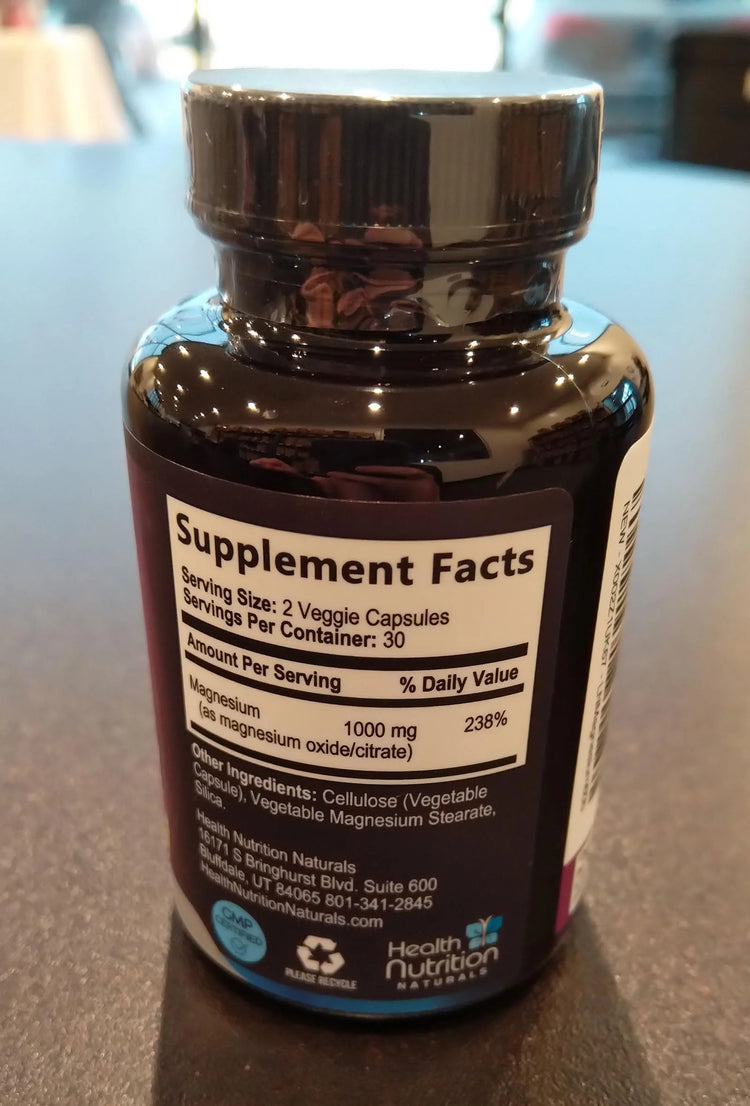 Supplement Facts
Serving Size: 2 Veggie Capsules
Servings Per Container: 30
Amount Per Serving % Daily Value
Magnesium 1000 mg 238%
(as magnesium oxide/citrate)
Other Ingredients: Cellulose (Vegetable
Capsule), Vegetable Magnesium Stearate,
Silica.
Health Nutrition Naturals
16171 S Bringhurst Blvd. Suite 600
Bluffdale, UT 84065 801-341-2845
HealthNutritionNaturals.com
GMP
CERTIFIED
PLEASE RECYCLE
Health
Nutrition
NATURALS
NEW